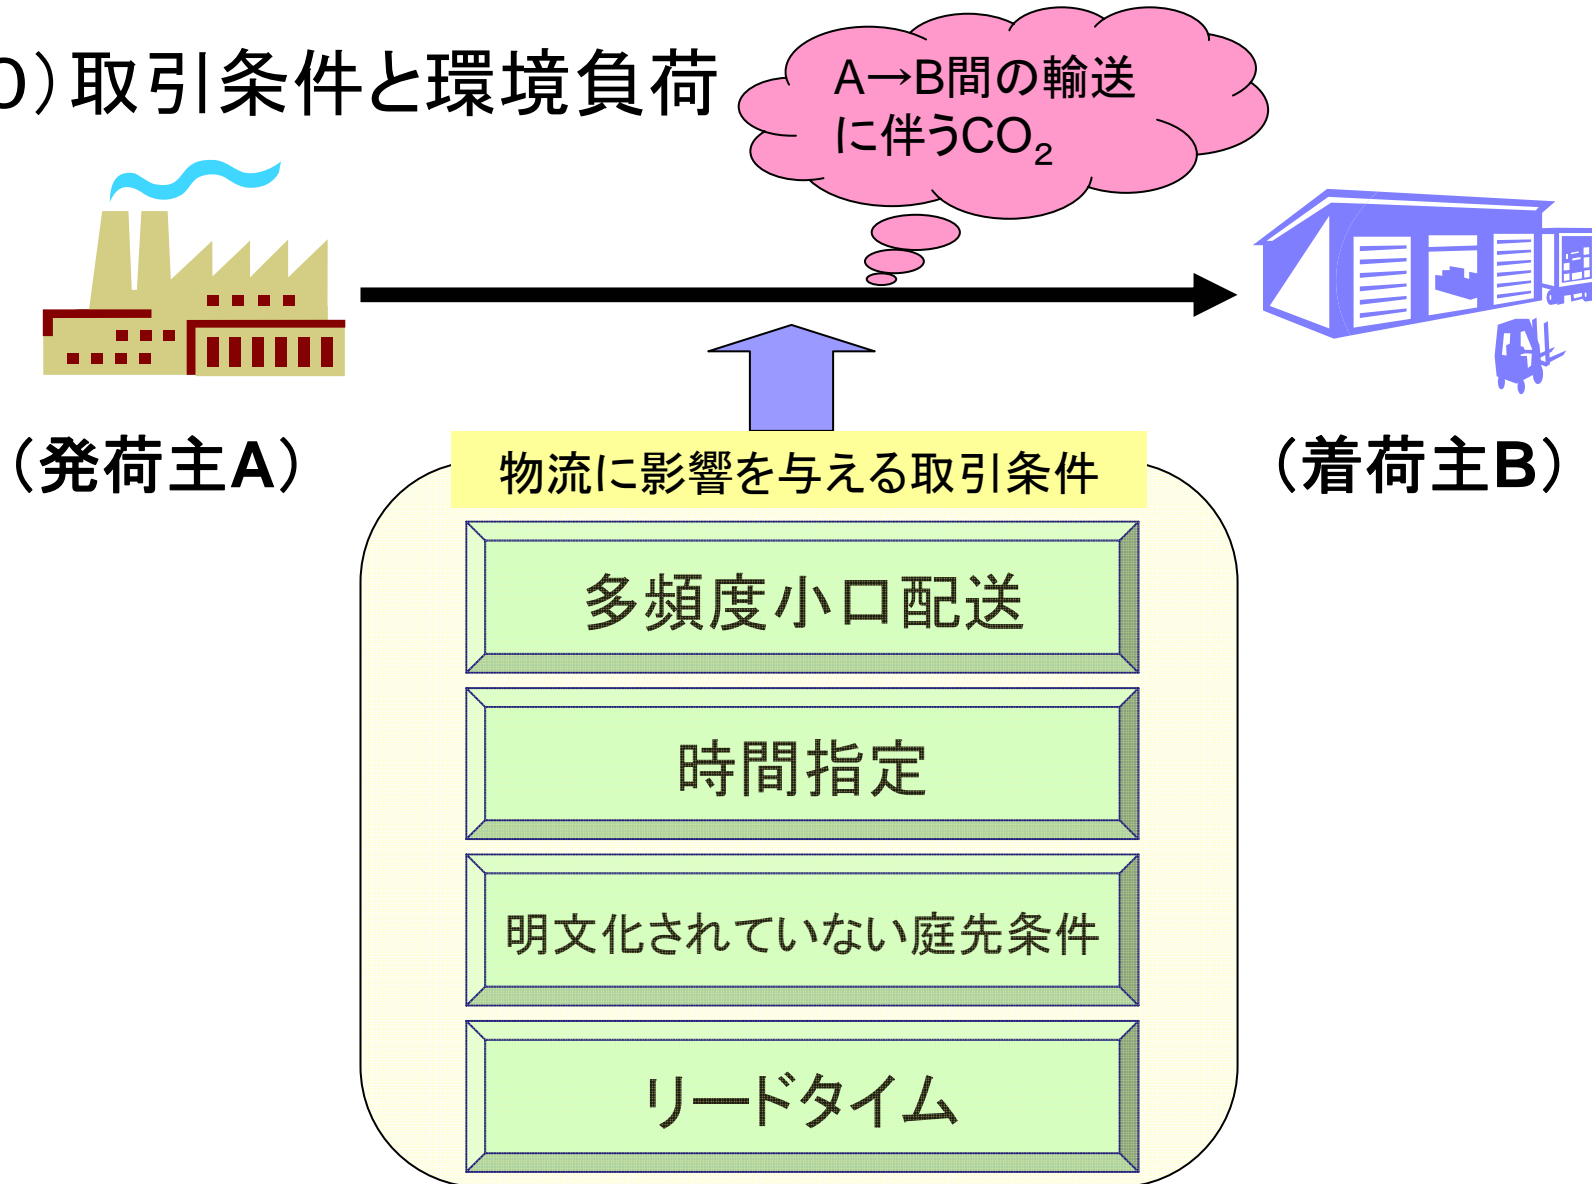 0）取引条件と環境負荷
A→B間の輸送
に伴うCO₂
（発荷主A）
（着荷主B）
物流に影響を与える取引条件
多頻度小口配送
時間指定
明文化されていない庭先条件
リードタイム